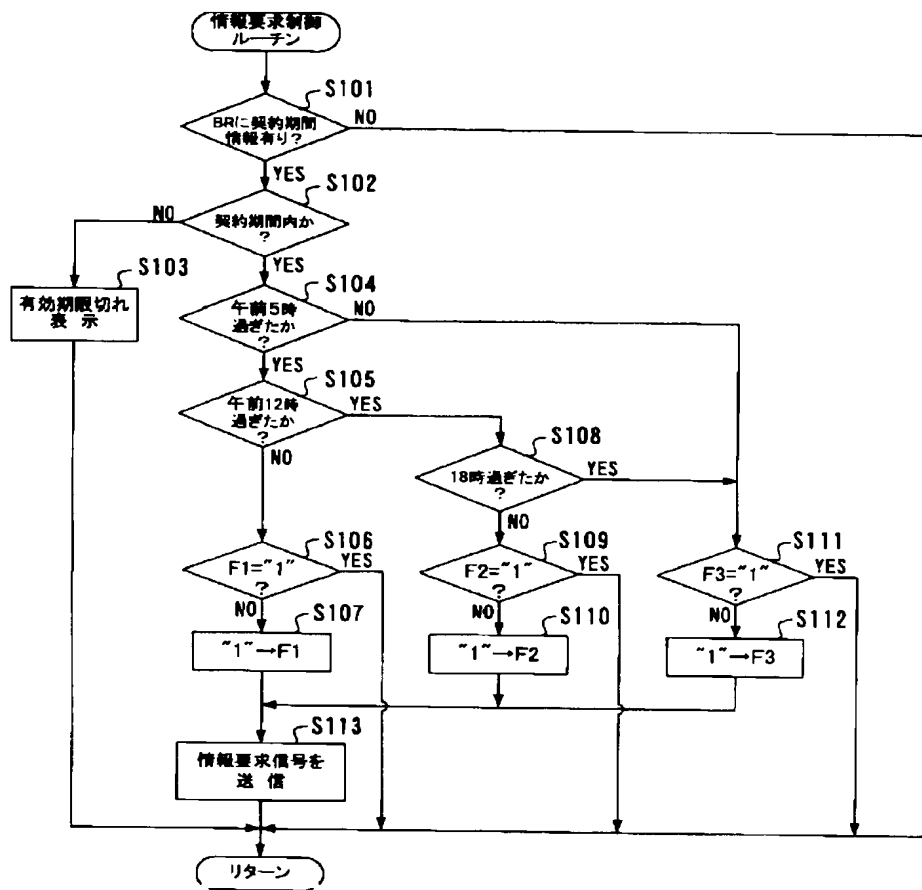 情報要求制御
ルーチン
S101
BRに契約期間
情報有り?
NO
YES
S102
契約期間内か
?
NO
YES
S103
有効期限切れ
表 示
S104
午前5時
過ぎたか
?
NO
YES
S105
午前12時
過ぎたか
?
YES
NO
S108
18時過ぎたか
?
YES
NO
S106
F1="1"
?
YES
NO
S109
F2="1"
?
YES
NO
S111
F3="1"
?
YES
NO
S107
"1"→F1
S110
"1"→F2
S112
"1"→F3
S113
情報要求信号を
送 信
リターン